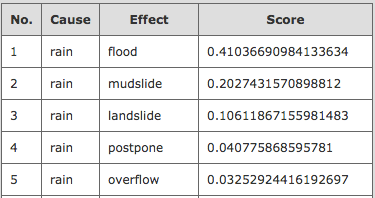 No. Cause Effect Score
1 rain flood 0.41036690984133634
2 rain mudslide 0.2027431570898812
3 rain landslide 0.10611867155981483
4 rain postpone 0.040775868595781
5 rain overflow 0.03252924416192697